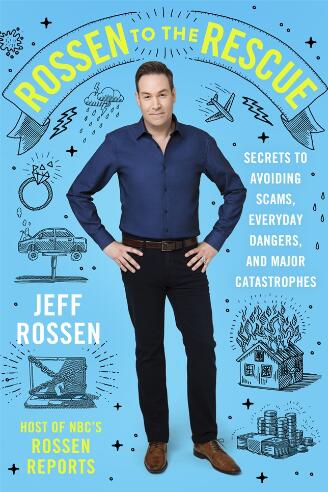 ROSSEN TO THE RESCUE
SECRETS TO
AVOIDING
SCAMS,
EVERYDAY
DANGERS,
AND MAJOR
CATASTROPHES
JEFF
ROSSEN
HOST OF NBC'S
ROSSEN
REPORTS